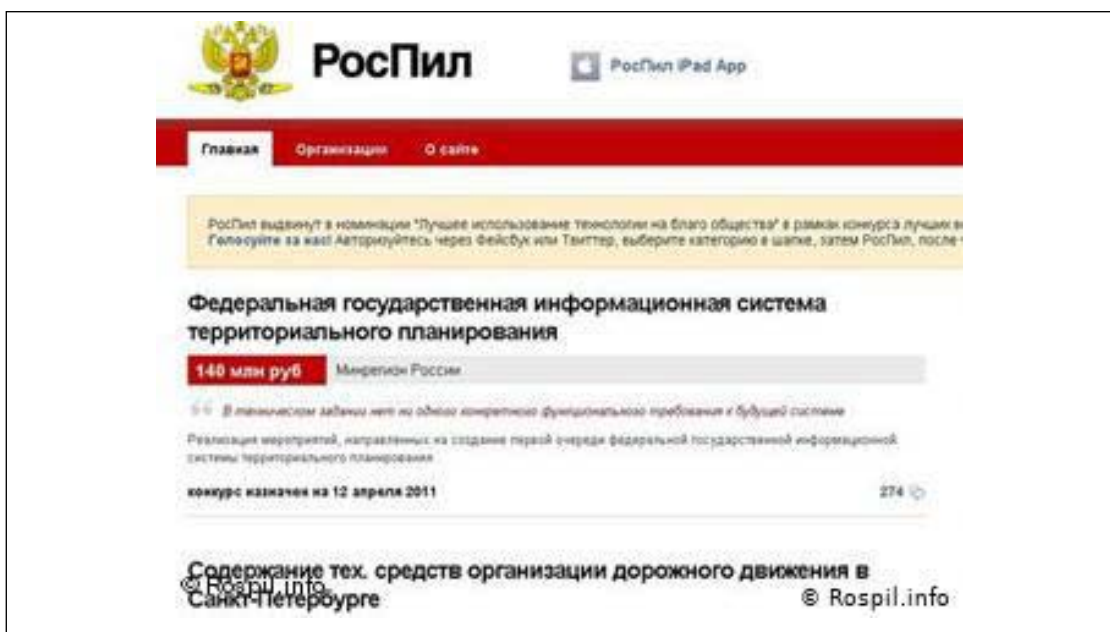 РосПил
РосПил iPad App
Главная Организации О сайте
РосПил выдвинут в номинации "Лучшее использование технологии на благо общества" в рамках конкурса лучших
Голосуйте за нас! Авторизуйтесь через Фейсбук или Твиттер, выберите категорию в шапке, затем РосПил, после
Федеральная государственная информационная система
территориального планирования
140 млн руб Минрегион России
В техническом задании нет ни одного конкретного функционального требования к будущей системе
Реализация мероприятий, направленных на создание первой очереди федеральной государственной информационной
системы территориального планирования
конкурс назначен на 12 апреля 2011 274
Содержание тех. средств организации дорожного движения в
Санкт-Петербурге
© Rospil.info
© Rospil.info